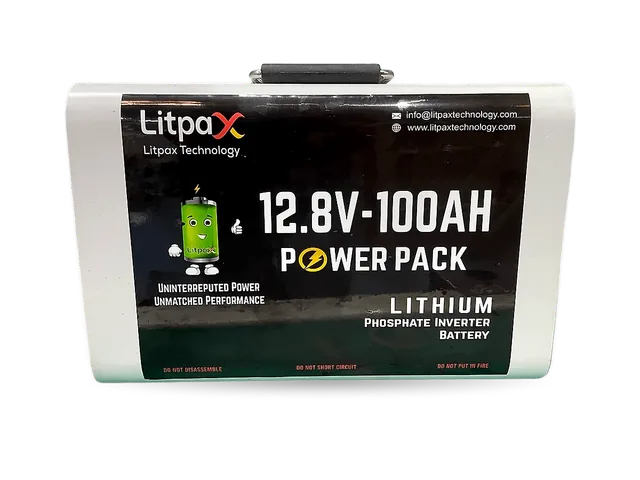 Litpax
Litpax Technology
info@litpaxtechnology.com
www.litpaxtechnology.com
12.8V-100AH
POWER PACK
Litpax
UNINTERREPUTED POWER
UNMATCHED PERFORMANCE
LITHIUM
PHOSPHATE INVERTER
BATTERY
DO NOT DISASSEMBLE
DO NOT SHORT CIRCUIT
DO NOT PUT IN FIRE